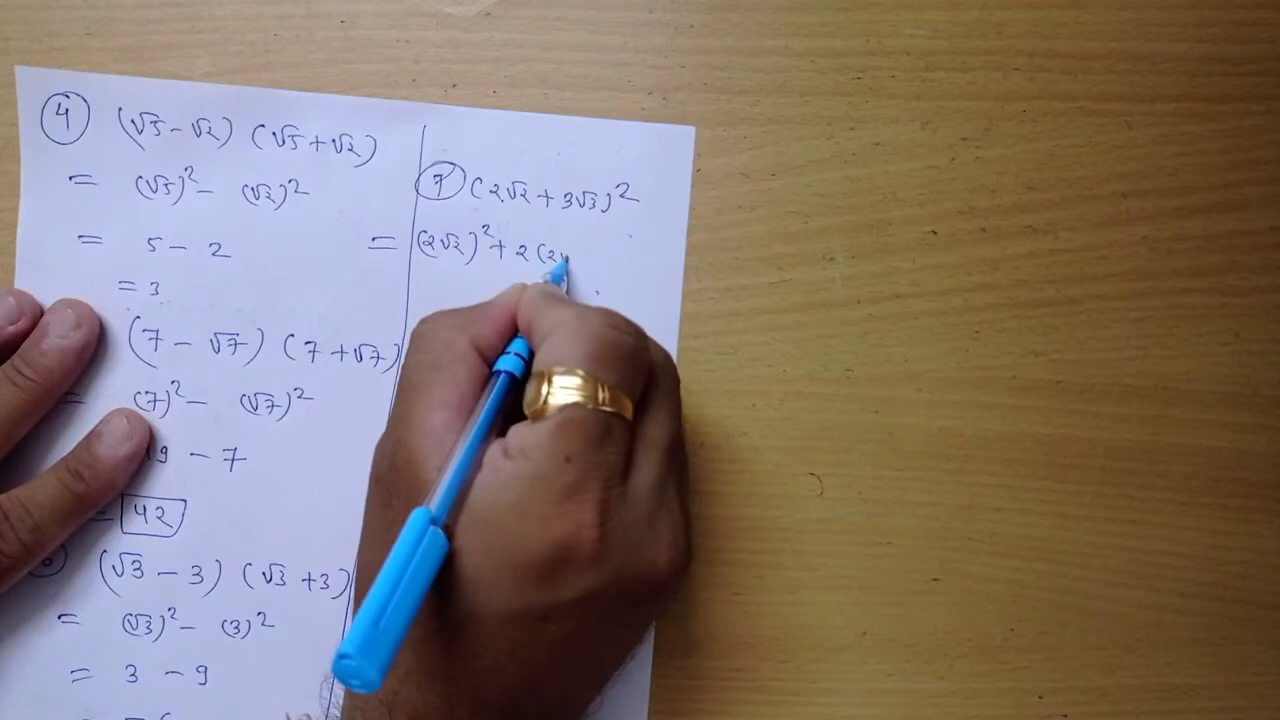 ④ (√5 - √2) (√5 + √2)
= (√5)² - (√2)²
= 5 - 2
= 3
(7 - √7) (7 + √7)
= (7)² - (√7)²
9 - 7
= 42
(√3 - 3) (√3 + 3)
= (√3)² - (3)²
= 3 - 9
⑦ (2√2 + 3√3)²
= (2√2)² + 2 (2